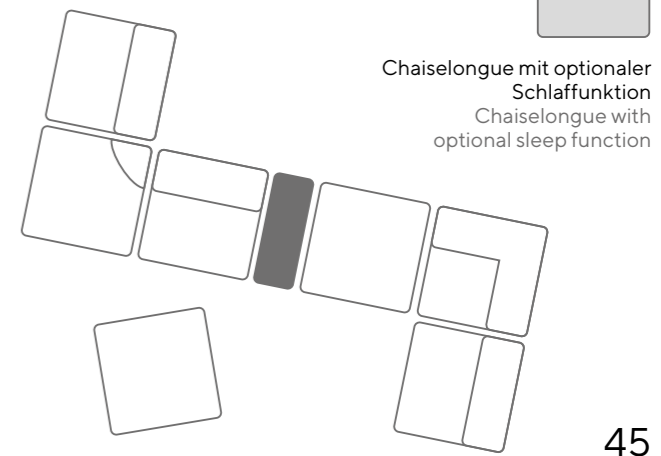 Chaiselongue mit optionaler
Schlaffunktion
Chaiselongue with
optional sleep function
45